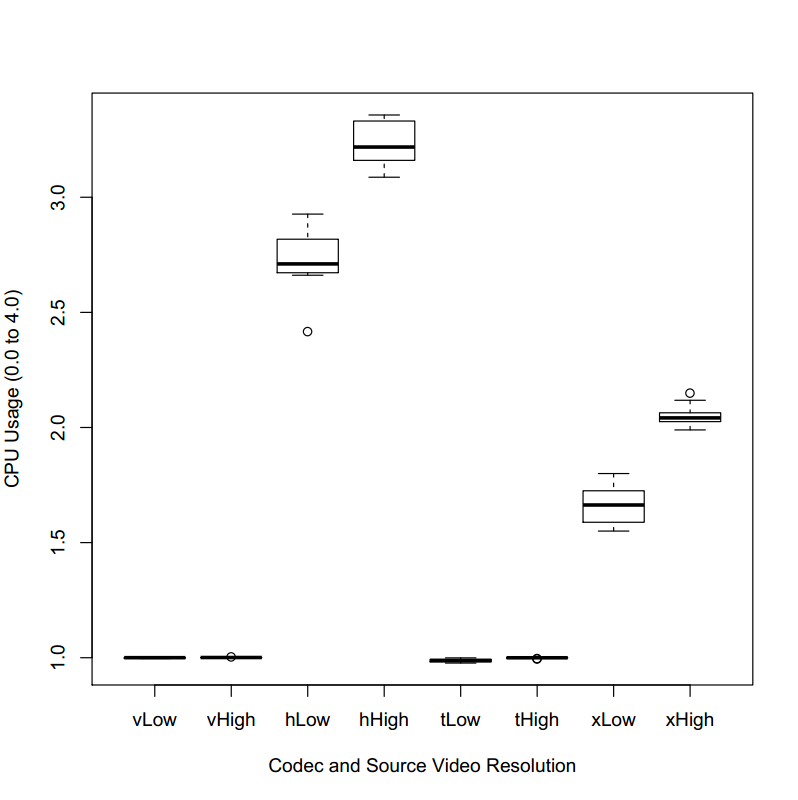 CPU Usage (0.0 to 4.0)
3.0
2.5
2.0
1.5
1.0
vLow vHigh hLow hHigh tLow tHigh xLow xHigh
Codec and Source Video Resolution